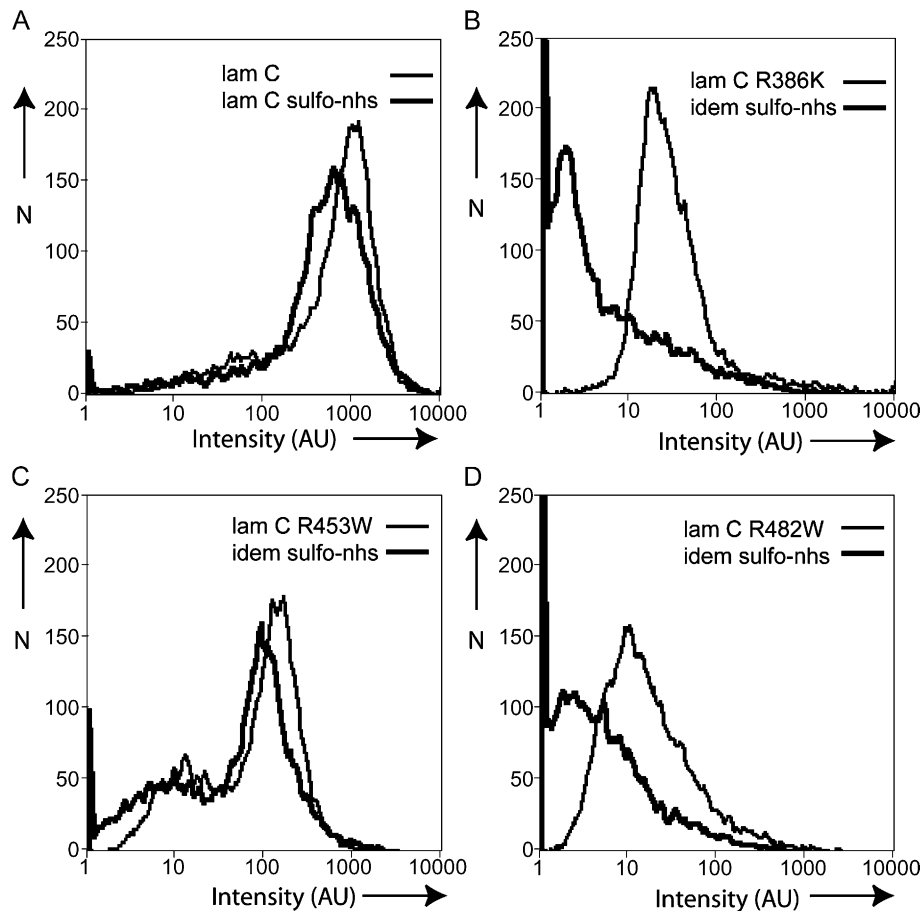 A
250
200
150
100
50
0
N
lam C
lam C sulfo-nhs
1 10 100 1000 10000
Intensity (AU)
B
250
200
150
100
50
0
N
lam C R386K
idem sulfo-nhs
1 10 100 1000 10000
Intensity (AU)
C
250
200
150
100
50
0
N
lam C R453W
idem sulfo-nhs
1 10 100 1000 10000
Intensity (AU)
D
250
200
150
100
50
0
N
lam C R482W
idem sulfo-nhs
1 10 100 1000 10000
Intensity (AU)